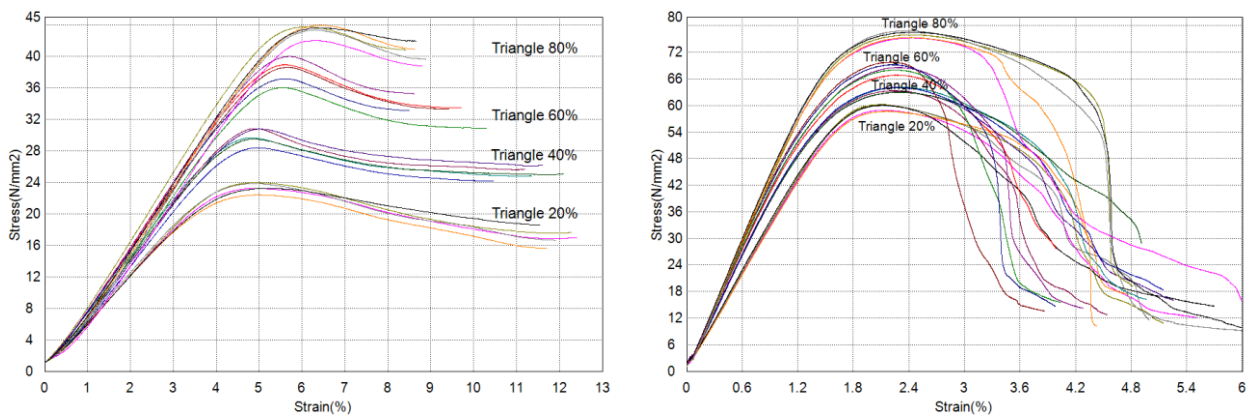 45
40
36
32
28
24
20
16
12
8
4
0
Stress(N/mm2)
0 1 2 3 4 5 6 7 8 9 10 11 12 13
Strain(%)
Triangle 80%
Triangle 60%
Triangle 40%
Triangle 20%
80
72
66
60
54
48
42
36
30
24
18
12
6
0
Stress(N/mm2)
0 0.6 1.2 1.8 2.4 3 3.6 4.2 4.8 5.4 6
Strain(%)
Triangle 80%
Triangle 60%
Triangle 40%
Triangle 20%